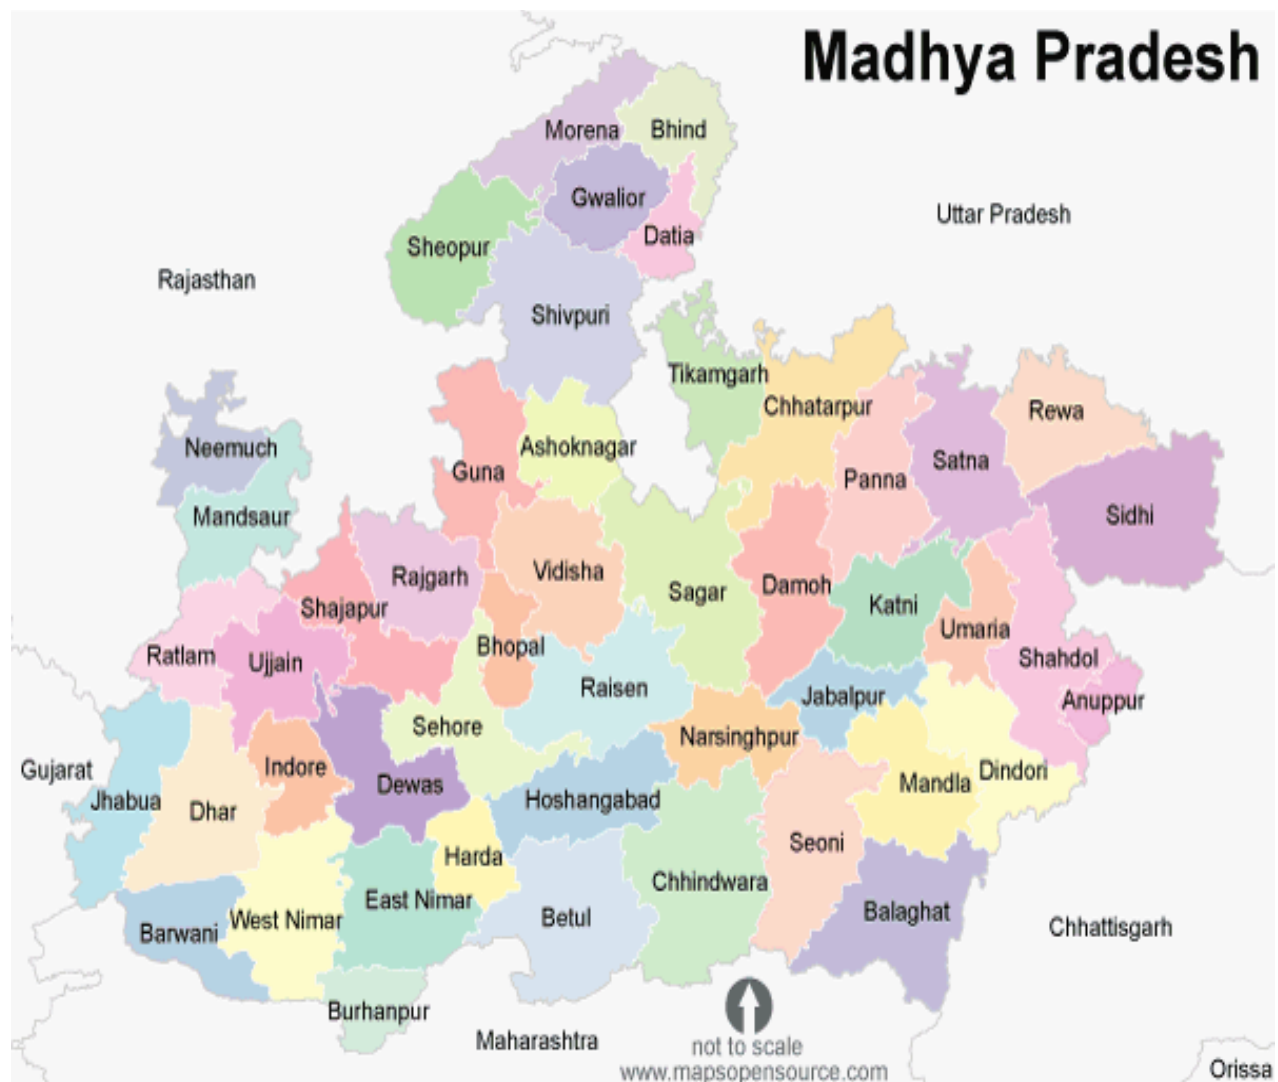 Madhya Pradesh
Morena
Bhind
Gwalior
Uttar Pradesh
Datia
Sheopur
Rajasthan
Shivpuri
Tikamgarh
Chhatarpur
Rewa
Neemuch
Ashoknagar
Satna
Guna
Panna
Mandsaur
Sidhi
Vidisha
Rajgarh
Damoh
Sagar
Katni
Shajapur
Umaria
Bhopal
Ratlam
Ujjain
Shahdol
Raisen
Jabalpur
Anuppur
Sehore
Narsinghpur
Gujarat
Indore
Dindori
Dewas
Mandla
Jhabua
Hoshangabad
Dhar
Seoni
Harda
Chhindwara
East Nimar
Balaghat
Betul
West Nimar
Chhattisgarh
Barwani
Burhanpur
Maharashtra
not to scale
Orissa
www.mapsopensource.com